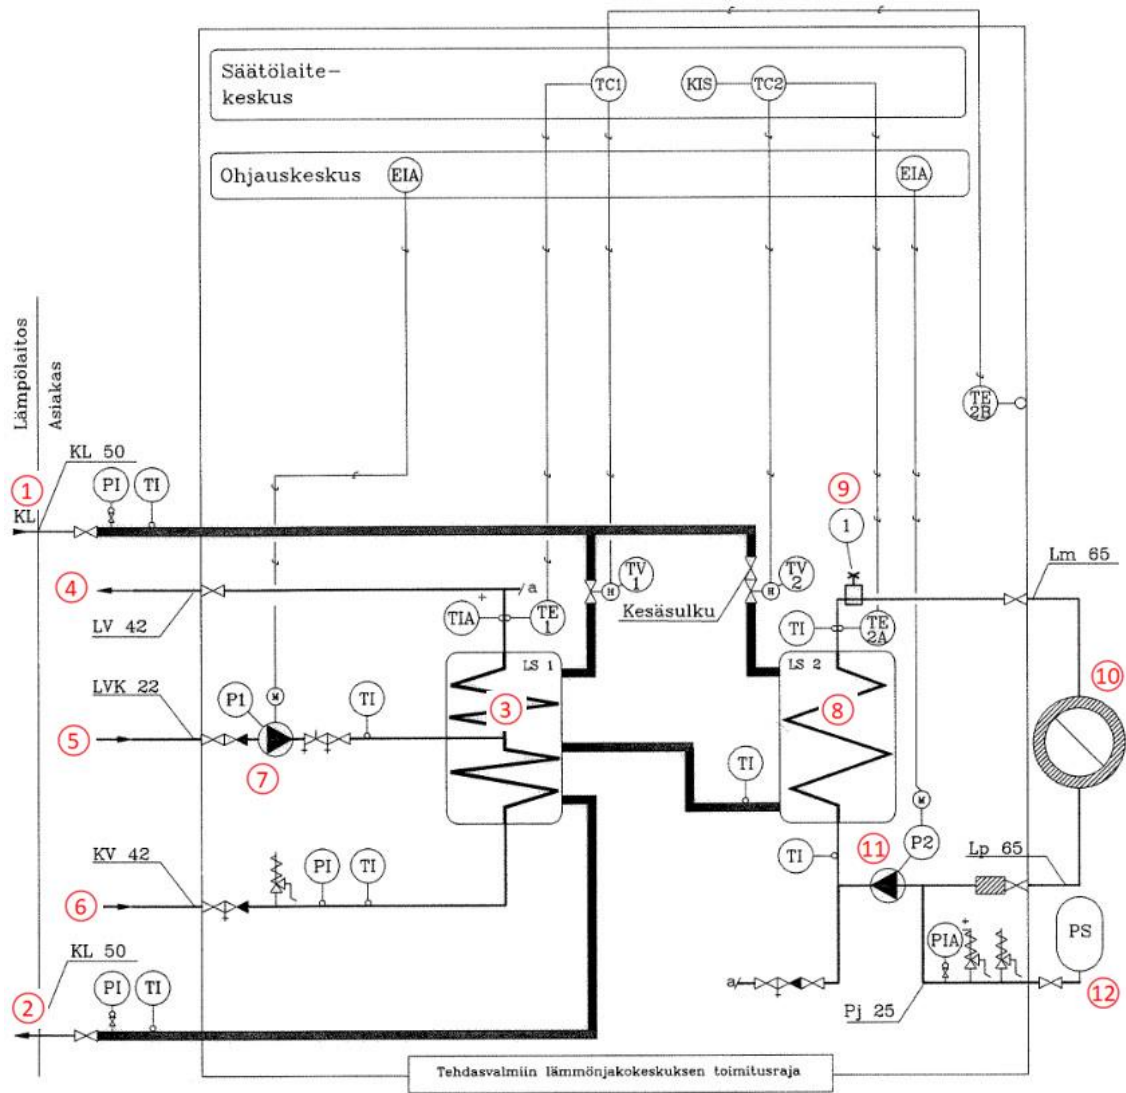 Säätölaite-
keskus
TC1
KIS
TC2
Ohjauskeskus
EIA
EIA
Lämpölaitos
Asiakas
TE
2B
KL 50
1
PI
TI
KL
9
1
Lm 65
4
LV 42
a
+
TIA
TE
1
H
TV
1
Kesäsulku
H
TV
2
TI
TE
2A
LS 1
LS 2
LVK 22
M
P1
TI
3
8
10
5
7
TI
M
KV 42
TI
11
P2
Lp 65
6
PI
TI
KL 50
PIA
+
PS
2
PI
TI
a
Pj 25
12
Tehdasvalmiin lämmönjakokeskuksen toimitusraja